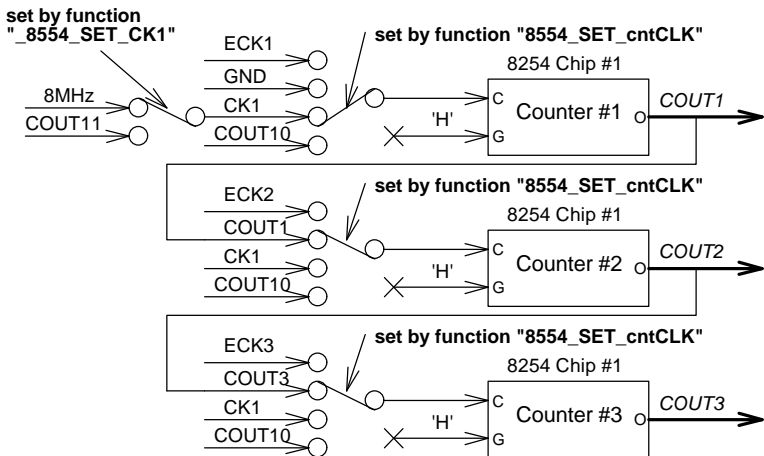 set by function
"_8554_SET_CK1"
ECK1
set by function "8554_SET_cntCLK"
GND
8254 Chip #1
8MHz
CK1
C
Counter #1
O
COUT1
COUT11
COUT10
'H'
G
ECK2
set by function "8554_SET_cntCLK"
8254 Chip #1
COUT1
C
Counter #2
O
COUT2
CK1
'H'
G
COUT10
ECK3
set by function "8554_SET_cntCLK"
8254 Chip #1
COUT3
C
Counter #3
O
COUT3
CK1
'H'
G
COUT10